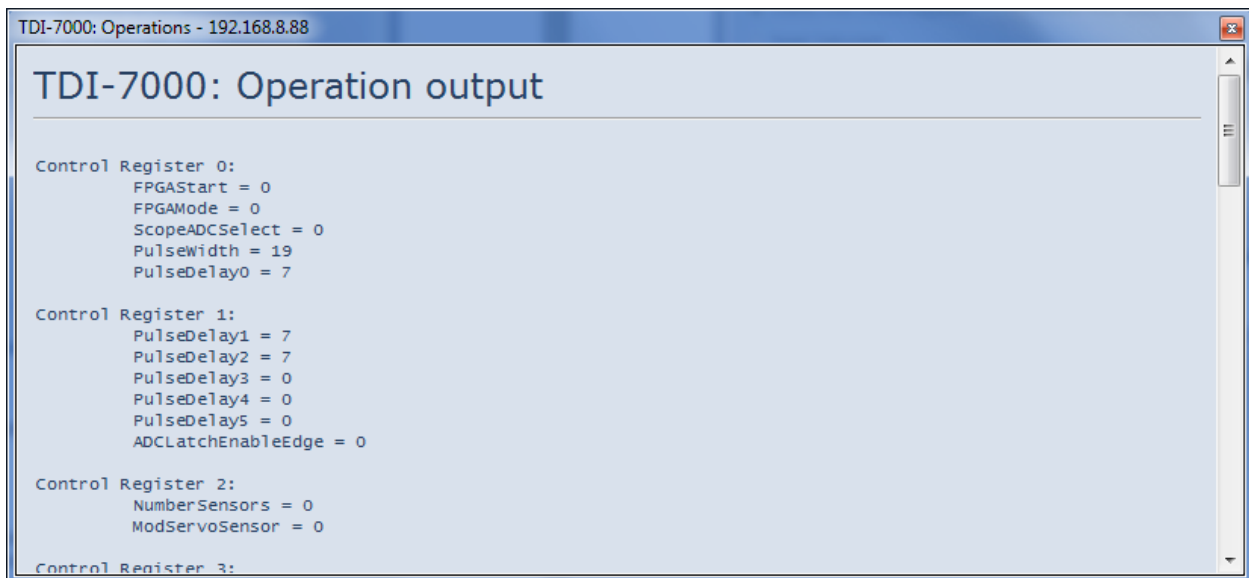 TDI-7000: Operations - 192.168.8.88
TDI-7000: Operation output
Control Register 0:
FPGAStart = 0
FPGAMode = 0
ScopeADCSelect = 0
PulseWidth = 19
PulseDelay0 = 7
Control Register 1:
PulseDelay1 = 7
PulseDelay2 = 7
PulseDelay3 = 0
PulseDelay4 = 0
PulseDelay5 = 0
ADCLatchEnableEdge = 0
Control Register 2:
NumberSensors = 0
ModServoSensor = 0
Control Register 3: